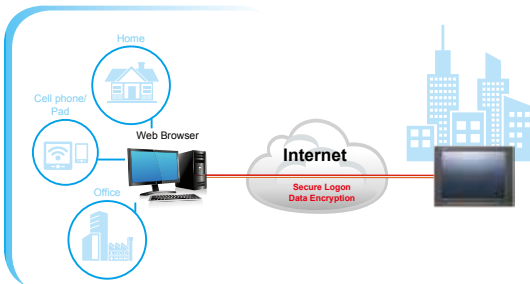 Home
Cell phone/
Pad
Web Browser
Internet
Secure Logon
Data Encryption
Office